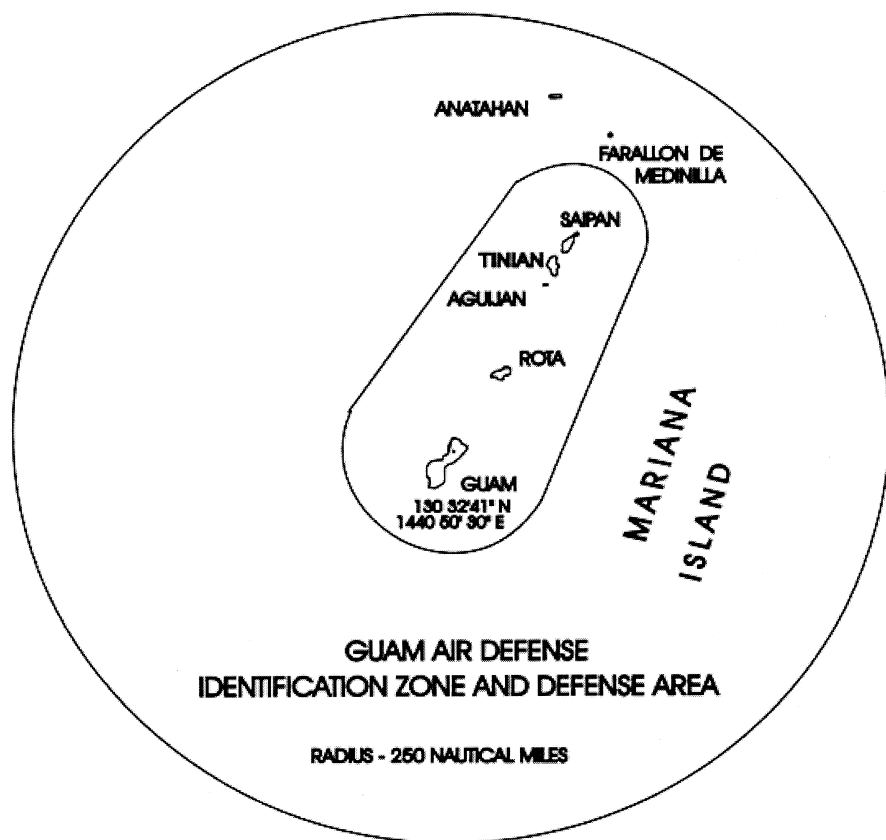 ANATAHAN
FARALLON DE
MEDINILLA
SAIPAN
TINIAN
AGUIJAN
ROTA
GUAM
130 32'41" N
1440 50' 30" E
MARIANA
ISLAND
GUAM AIR DEFENSE
IDENTIFICATION ZONE AND DEFENSE AREA
RADIUS - 250 NAUTICAL MILES